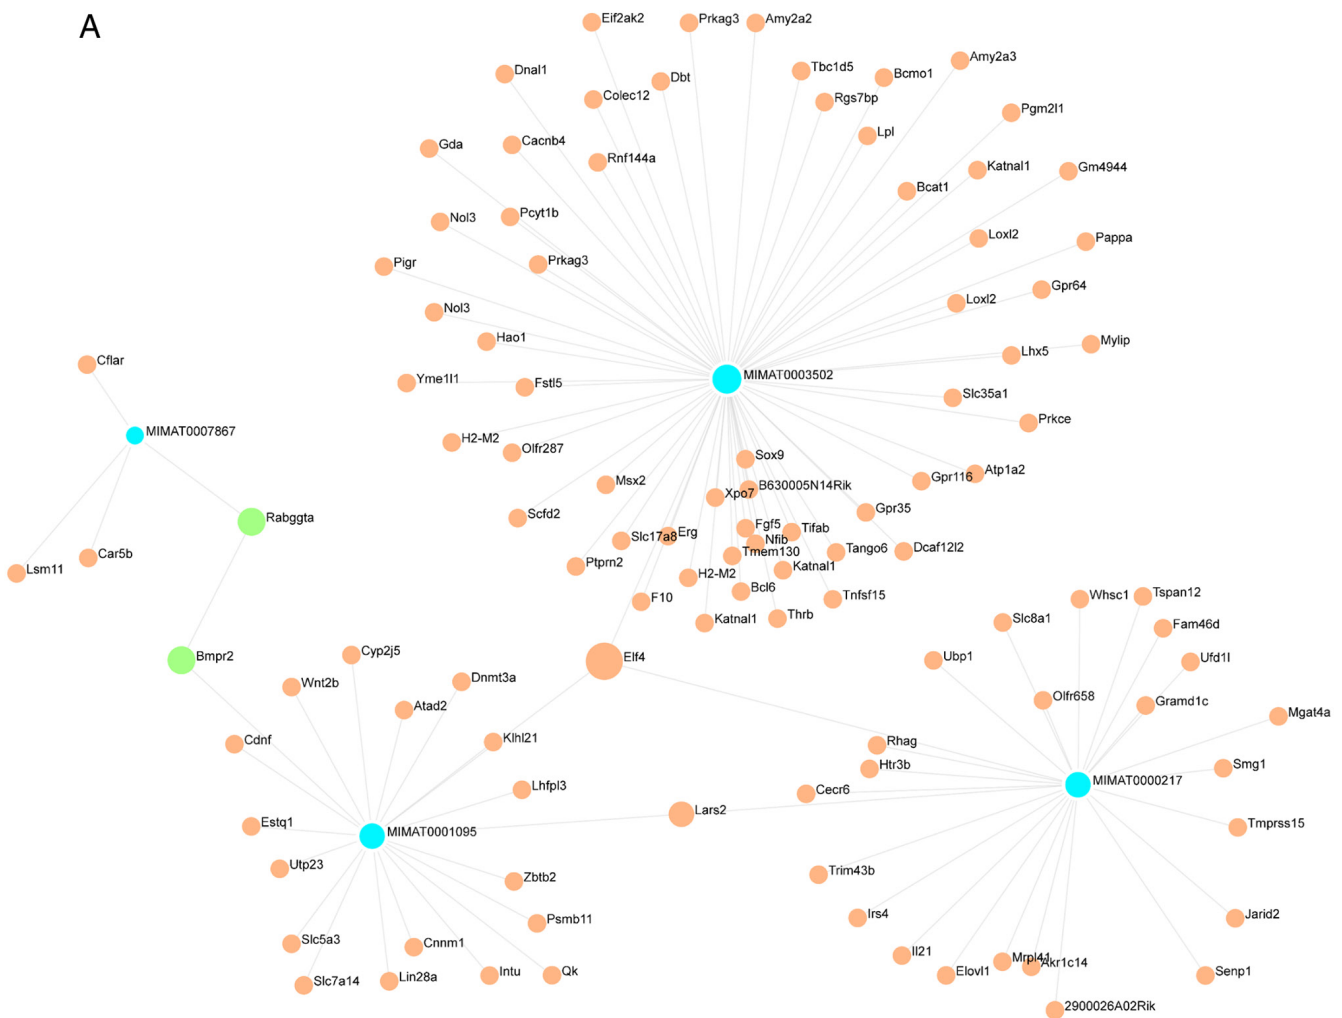 A
Eif2ak2
Prkag3
Amy2a2
Dnal1
Dbt
Tbc1d5
Bcmo1
Amy2a3
Colec12
Rgs7bp
Pgm2l1
Gda
Cacnb4
Rnf144a
Lpl
Katnal1
Gm4944
Bcat1
Nol3
Pcyt1b
Loxl2
Pappa
Pigr
Prkag3
Gpr64
Nol3
Loxl2
Hao1
Mylip
Lhx5
Cflar
MIMAT0003502
Yme1l1
Fstl5
Slc35a1
Prkce
MIMAT0007867
H2-M2
Olfr287
Sox9
Gpr116
Atp1a2
Msx2
B630005N14Rik
Xpo7
Rabggta
Scfd2
Gpr35
Slc17a8
Erg
Fgf5
Tifab
Nfib
Tmem130
Tango6
Dcaf12l2
Lsm11
Car5b
Ptprn2
H2-M2
Katnal1
Bcl6
F10
Tnfsf15
Katnal1
Thrb
Whsc1
Tspan12
Slc8a1
Fam46d
Bmpr2
Cyp2j5
Elf4
Ubp1
Ufd1l
Wnt2b
Dnmt3a
Atad2
Olfr658
Gramd1c
Mgat4a
Cdnf
Klhl21
Rhag
Htr3b
Smg1
MIMAT0000217
Lhfpl3
Cecr6
Lars2
Estq1
MIMAT0001095
Tmprss15
Utp23
Zbtb2
Trim43b
Psmb11
Irs4
Jarid2
Slc5a3
Cnnm1
Il21
Mrpl41
Akr1c14
Slc7a14
Lin28a
Intu
Qk
Elovl1
Senp1
2900026A02Rik